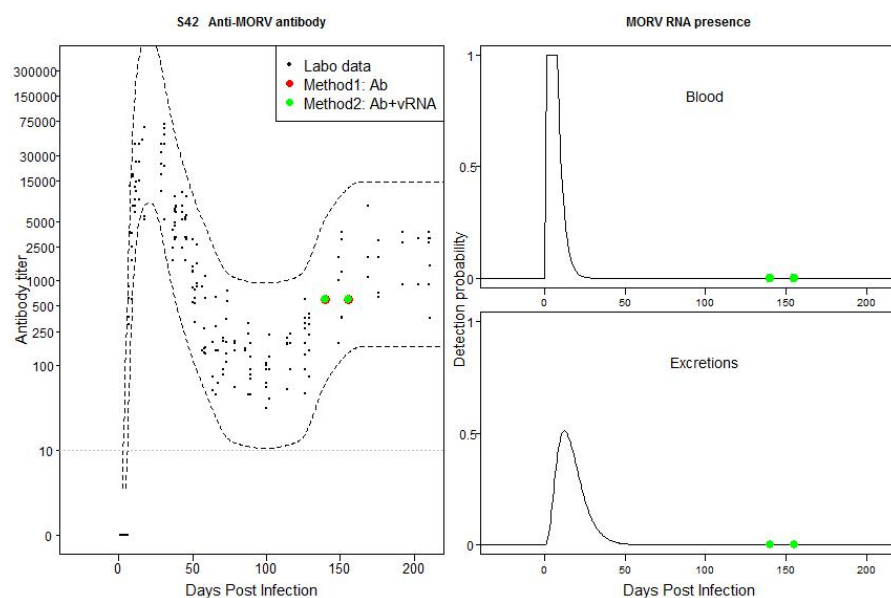 S42 Anti-MORV antibody
Antibody titer
300000
150000
75000
30000
15000
5000
2500
1000
500
250
100
10
0
Labo data
Method1: Ab
Method2: Ab+vRNA
0 50 100 150 200
Days Post Infection
MORV RNA presence
Detection probability
1
0.5
0
Blood
0 50 100 150 200
1
0.5
0
Excretions
0 50 100 150 200
Days Post Infection